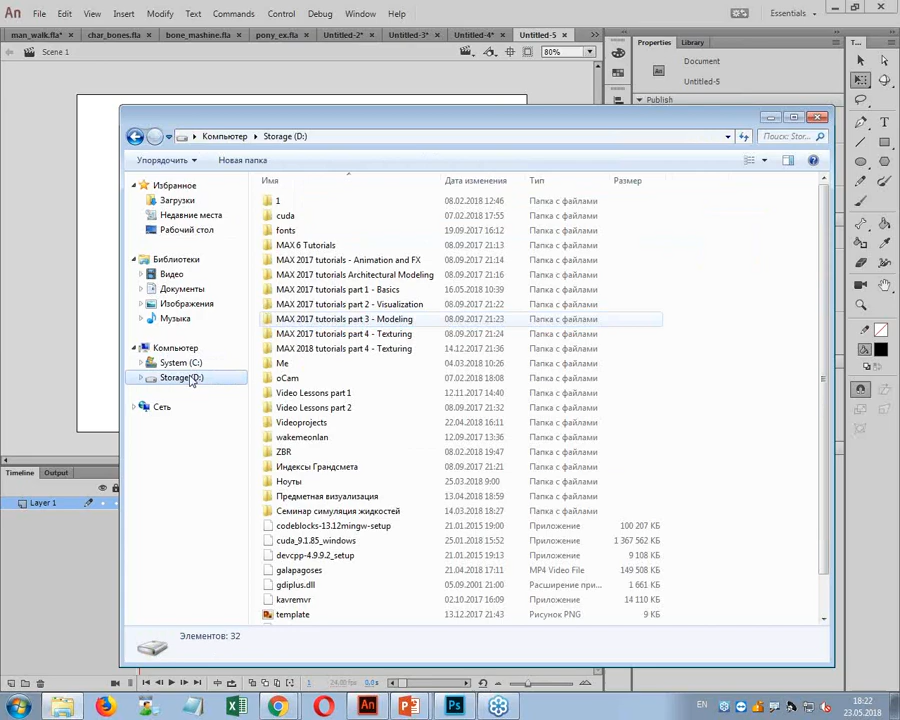 An File Edit View Insert Modify Text Commands Control Debug Window Help Essentials
man_walk.fla* × char_bones.fla × bone_mashine.fla × pony_ex.fla × Untitled-2* × Untitled-3* × Untitled-4* × Untitled-5 ×
Scene 1 80%
Properties Library
Document
Untitled-5
Publish
Компьютер Storage (D:) Поиск: Stor...
Упорядочить Новая папка
Имя Дата изменения Тип Размер
Избранное
Загрузки
Недавние места
Рабочий стол
Библиотеки
Видео
Документы
Изображения
Музыка
Компьютер
System (C:)
Storage (D:)
Сеть
1 08.02.2018 12:46 Папка с файлами
cuda 07.02.2018 17:55 Папка с файлами
fonts 19.09.2017 16:12 Папка с файлами
MAX 6 Tutorials 08.09.2017 21:13 Папка с файлами
MAX 2017 tutorials - Animation and FX 08.09.2017 21:14 Папка с файлами
MAX 2017 tutorials Architectural Modeling 08.09.2017 21:16 Папка с файлами
MAX 2017 tutorials part 1 - Basics 16.05.2018 10:39 Папка с файлами
MAX 2017 tutorials part 2 - Visualization 08.09.2017 21:22 Папка с файлами
MAX 2017 tutorials part 3 - Modeling 08.09.2017 21:23 Папка с файлами
MAX 2017 tutorials part 4 - Texturing 08.09.2017 21:24 Папка с файлами
MAX 2018 tutorials part 4 - Texturing 14.12.2017 21:36 Папка с файлами
Me 04.03.2018 10:26 Папка с файлами
oCam 07.02.2018 18:08 Папка с файлами
Video Lessons part 1 12.11.2017 14:40 Папка с файлами
Video Lessons part 2 08.09.2017 21:32 Папка с файлами
Videoprojects 22.04.2018 16:11 Папка с файлами
wakemeonlan 12.09.2017 13:36 Папка с файлами
ZBR 08.02.2018 19:47 Папка с файлами
Индексы Грандсмета 08.09.2017 21:21 Папка с файлами
Ноуты 25.03.2018 9:00 Папка с файлами
Предметная визуализация 13.04.2018 18:59 Папка с файлами
Семинар симуляция жидкостей 14.03.2018 18:27 Папка с файлами
codeblocks-13.12mingw-setup 21.01.2015 19:00 Приложение 100 207 КБ
cuda_9.1.85_windows 25.01.2018 15:52 Приложение 1 367 562 КБ
devcpp-4.9.9.2_setup 21.01.2015 19:13 Приложение 9 108 КБ
galapagoses 21.04.2018 17:11 MP4 Video File 149 508 КБ
gdiplus.dll 05.09.2001 21:00 Расширение при... 1 661 КБ
kavremvr 02.10.2017 16:09 Приложение 14 110 КБ
template 13.12.2017 21:43 Рисунок PNG 9 КБ
Элементов: 32
Timeline Output
Layer 1
1 24.00 fps 0.0s
EN 18:22
23.05.2018